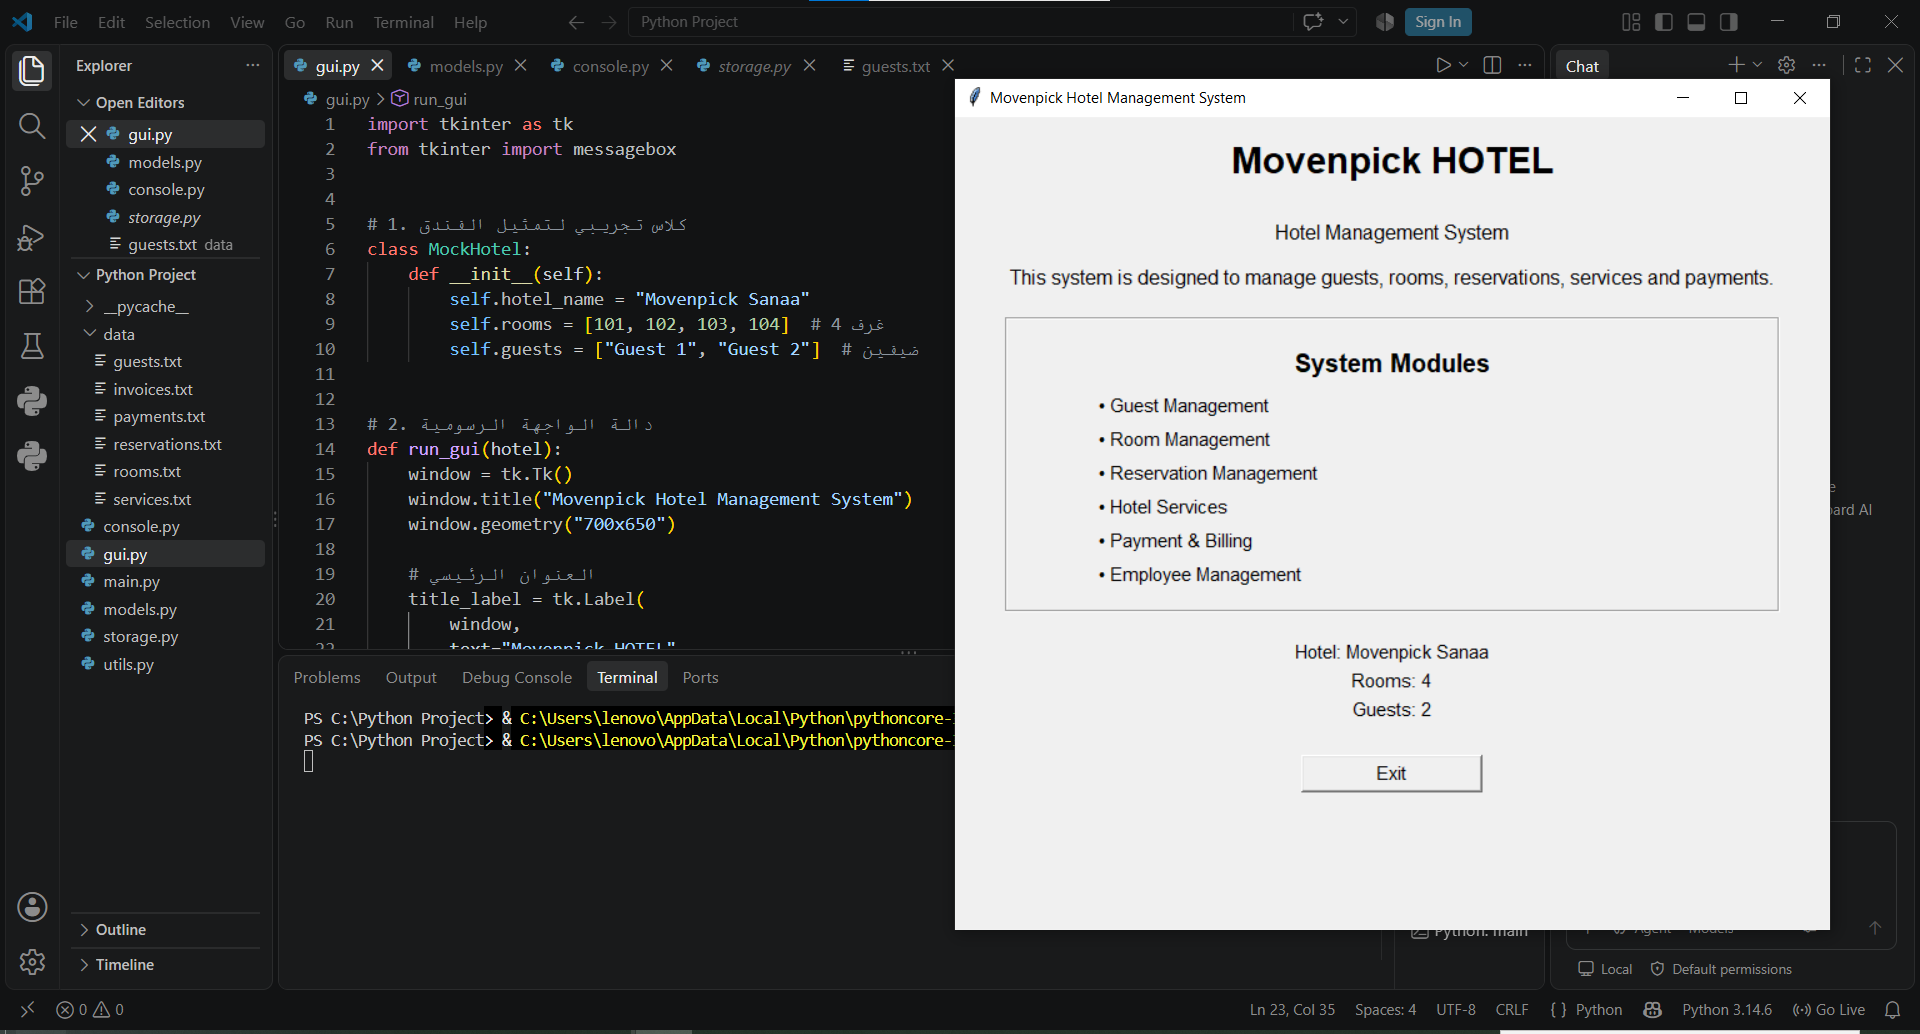 File Edit Selection View Go Run Terminal Help
Python Project
Sign In
Explorer
Open Editors
gui.py
models.py
console.py
storage.py
guests.txt data
Python Project
__pycache__
data
guests.txt
invoices.txt
payments.txt
reservations.txt
rooms.txt
services.txt
console.py
gui.py
main.py
models.py
storage.py
utils.py
Outline
Timeline
gui.py models.py console.py storage.py guests.txt
gui.py > run_gui
1 import tkinter as tk
2 from tkinter import messagebox
3
4
5 # 1. كلاس تجريبي لتمثيل الفندق
6 class MockHotel:
7 def __init__(self):
8 self.hotel_name = "Movenpick Sanaa"
9 self.rooms = [101, 102, 103, 104] # 4 غرف
10 self.guests = ["Guest 1", "Guest 2"] # ضيفين
11
12
13 # 2. دالة الواجهة الرسومية
14 def run_gui(hotel):
15 window = tk.Tk()
16 window.title("Movenpick Hotel Management System")
17 window.geometry("700x650")
18
19 # العنوان الرئيسي
20 title_label = tk.Label(
21 window,
22 text="Movenpick HOTEL"
Problems Output Debug Console Terminal Ports
PS C:\Python Project> & C:\Users\lenovo\AppData\Local\Python\pythoncore-
PS C:\Python Project> & C:\Users\lenovo\AppData\Local\Python\pythoncore-
Chat
Movenpick Hotel Management System
Movenpick HOTEL
Hotel Management System
This system is designed to manage guests, rooms, reservations, services and payments.
System Modules
• Guest Management
• Room Management
• Reservation Management
• Hotel Services
• Payment & Billing
• Employee Management
Hotel: Movenpick Sanaa
Rooms: 4
Guests: 2
Exit
AI
Python: main
Agent Models
Local Default permissions
0 0
Ln 23, Col 35 Spaces: 4 UTF-8 CRLF { } Python Python 3.14.6 Go Live